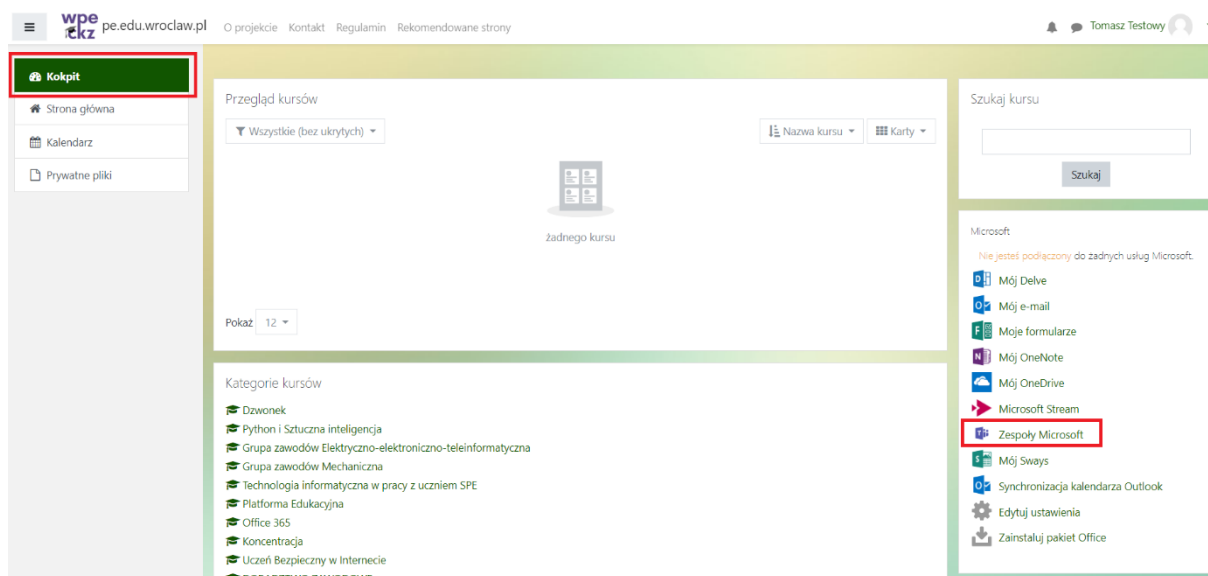 wpe ckz pe.edu.wroclaw.pl O projekcie Kontakt Regulamin Rekomendowane strony Tomasz Testowy
Kokpit
Strona główna
Kalendarz
Prywatne pliki
Przegląd kursów
Wszystkie (bez ukrytych) Nazwa kursu Karty
żadnego kursu
Pokaż 12
Kategorie kursów
Dzwonek
Python i Sztuczna inteligencja
Grupa zawodów Elektryczno-elektroniczno-teleinformatyczna
Grupa zawodów Mechaniczna
Technologia informatyczna w pracy z uczniem SPE
Platforma Edukacyjna
Office 365
Koncentracja
Uczeń Bezpieczny w Internecie
Szukaj kursu
Szukaj
Microsoft
Nie jesteś podłączony do żadnych usług Microsoft.
Mój Delve
Mój e-mail
Moje formularze
Mój OneNote
Mój OneDrive
Microsoft Stream
Zespoły Microsoft
Mój Sways
Synchronizacja kalendarza Outlook
Edytuj ustawienia
Zainstaluj pakiet Office